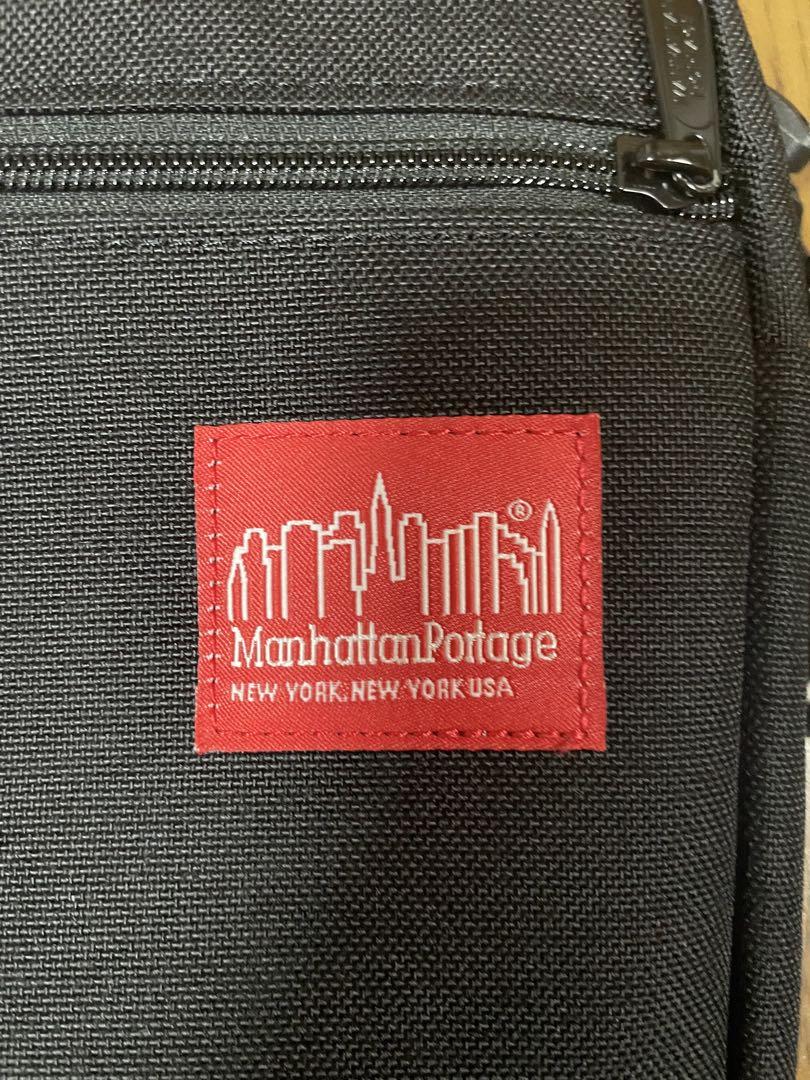 ®
ManhattanPortage
NEW YORK, NEW YORK USA